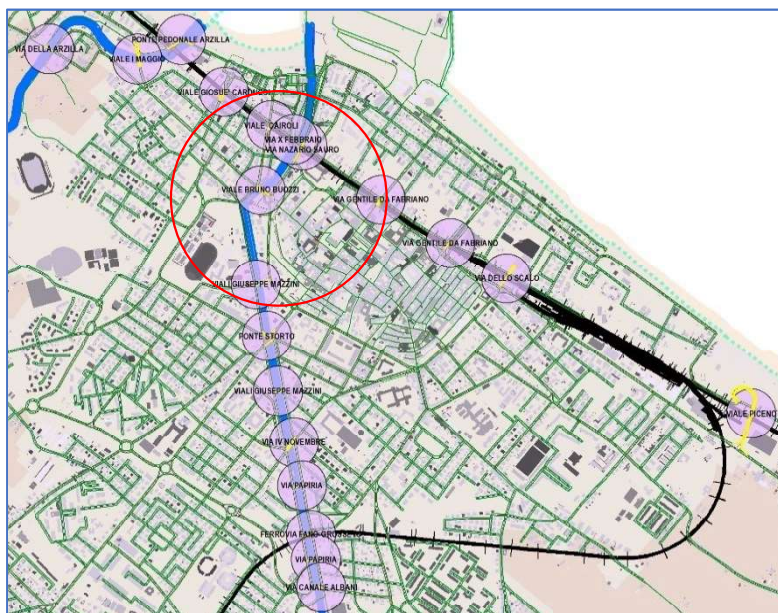 PONTE PEDONALE ARZILLA
VIA DELLA ARZILLA
VIALE I MAGGIO
VIALE GIOSUE' CARDUCCI
VIALE CAIROLI
VIA X FEBBRAIO
VIA NAZARIO SAURO
VIALE BRUNO BUOZZI
VIA GENTILE DA FABRIANO
VIA GENTILE DA FABRIANO
VIA DELLO SCALO
VIALI GIUSEPPE MAZZINI
PONTE STORTO
VIALI GIUSEPPE MAZZINI
VIALE PICENO
VIA IV NOVEMBRE
VIA PAPIRIA
FERROVIA FANO-GROSSETO
VIA PAPIRIA
VIA CANALE ALBANI